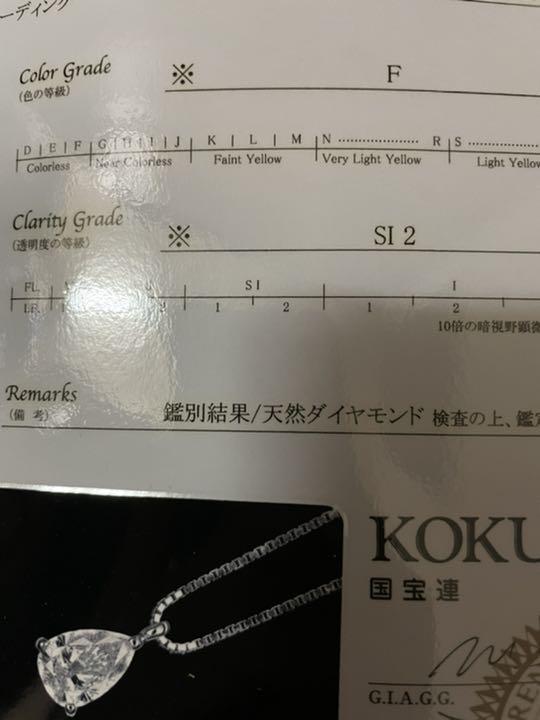 ーディング
Color Grade ※ F
(色の等級)
D E F G H I J K L M N R S
Colorless Near Colorless Faint Yellow Very Light Yellow Light Yellow
Clarity Grade ※ SI 2
(透明度の等級)
FL SI I
I.F. 1 2 1 2
10倍の暗視野顕微
Remarks
(備考)
鑑別結果/天然ダイヤモンド 検査の上、鑑定
KOKU
国宝連
G.I.A.G.G.